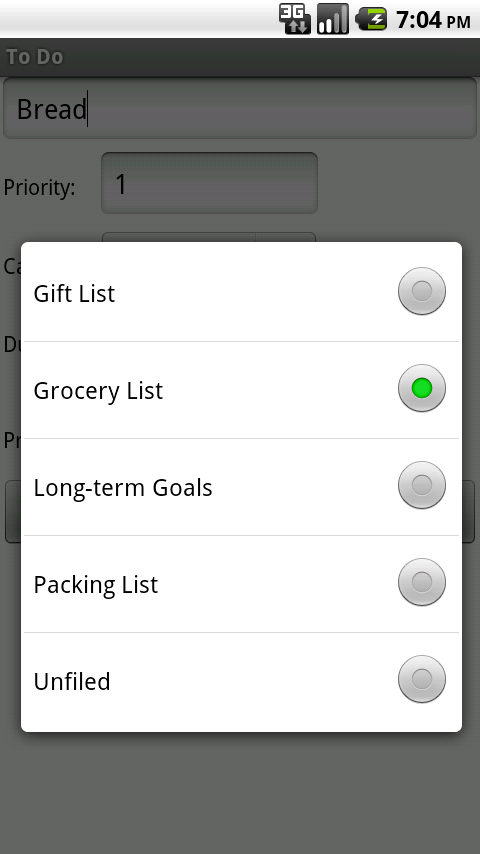 3G 7:04 PM
To Do
Bread
Priority: 1
Ca
Gift List
Du
Grocery List
Pr
Long-term Goals
Packing List
Unfiled